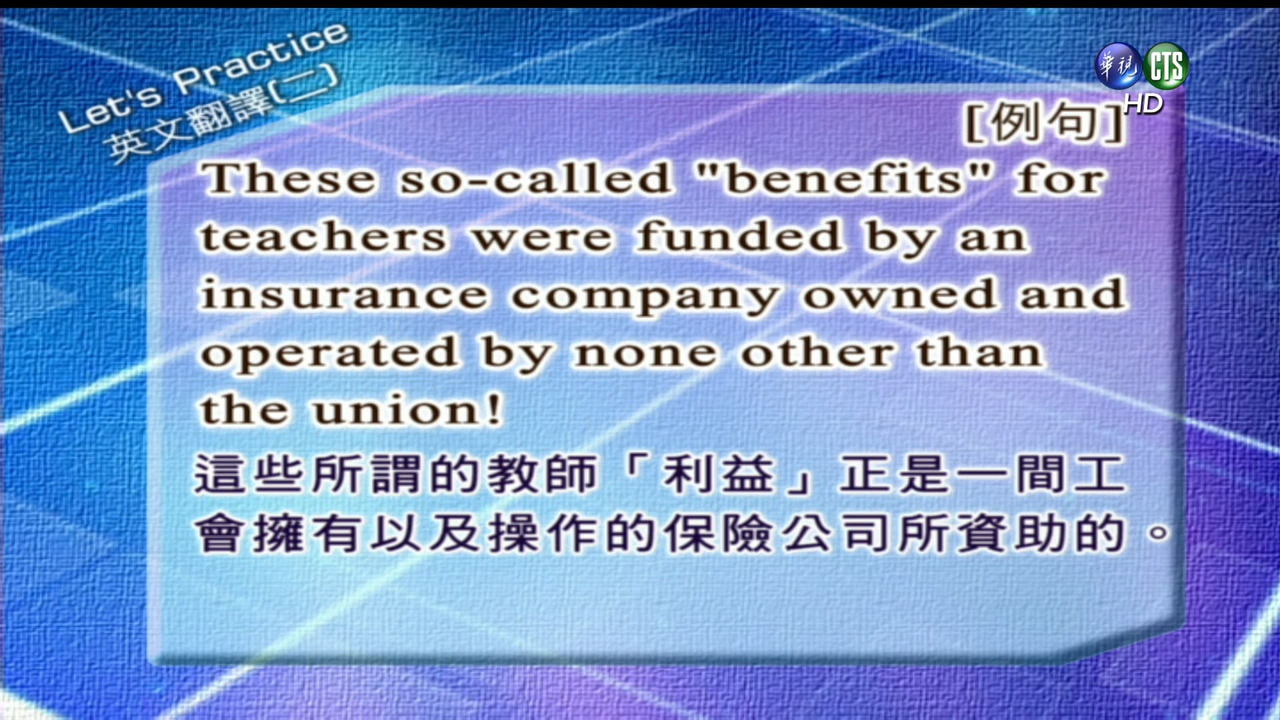 Let's Practice
英文翻譯(二)
華視 CTS
HD
[例句]
These so-called "benefits" for
teachers were funded by an
insurance company owned and
operated by none other than
the union!
這些所謂的教師「利益」正是一間工
會擁有以及操作的保險公司所資助的。